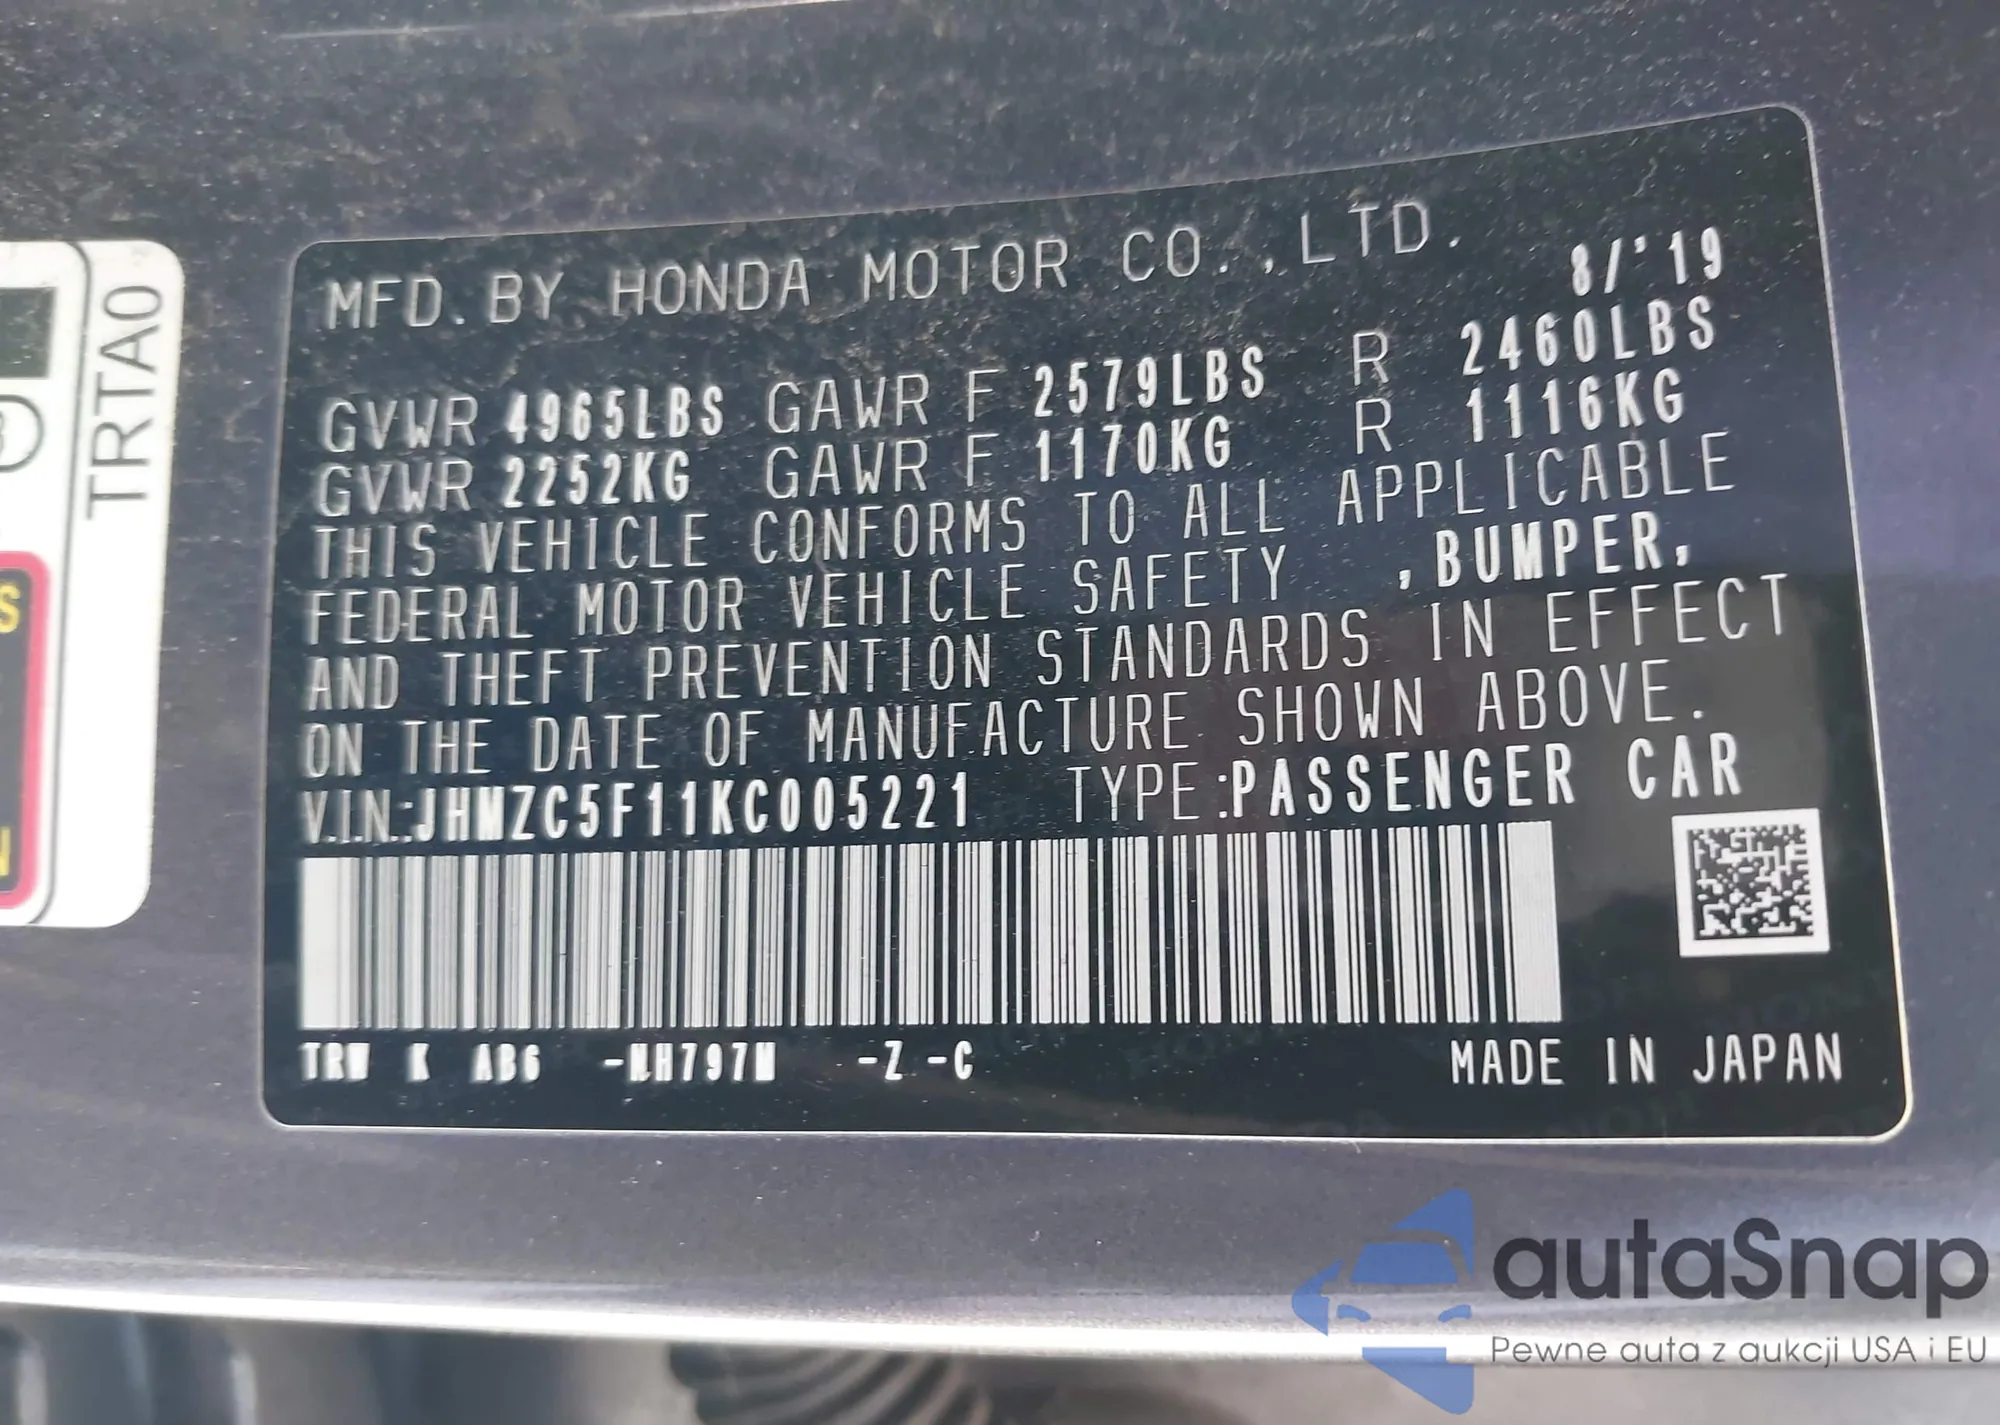 TRTA0
S
N
MFD. BY HONDA MOTOR CO.,LTD. 8/'19
GVWR 4965LBS GAWR F 2579LBS R 2460LBS
GVWR 2252KG GAWR F 1170KG R 1116KG
THIS VEHICLE CONFORMS TO ALL APPLICABLE
FEDERAL MOTOR VEHICLE SAFETY ,BUMPER,
AND THEFT PREVENTION STANDARDS IN EFFECT
ON THE DATE OF MANUFACTURE SHOWN ABOVE.
V.I.N.:JHMZC5F11KC005221 TYPE:PASSENGER CAR
TRW K AB6 -NH797M -Z -C MADE IN JAPAN
autaSnap
Pewne auta z aukcji USA i EU